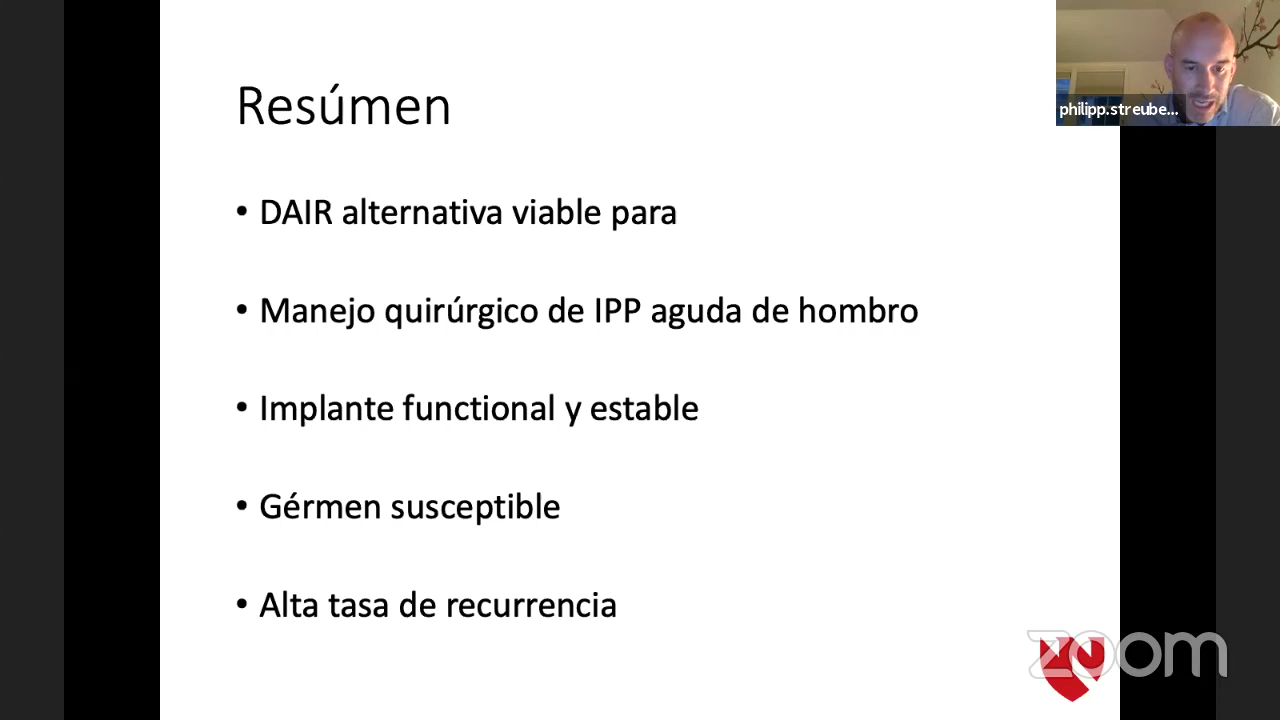 Resúmen
philipp.streube...
• DAIR alternativa viable para
• Manejo quirúrgico de IPP aguda de hombro
• Implante functional y estable
• Gérmen susceptible
• Alta tasa de recurrencia
zoom